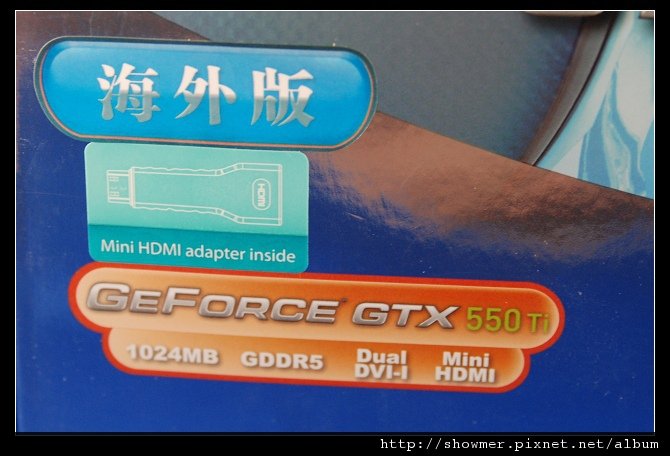 海外版
HDMI
Mini HDMI adapter inside
GEFORCE GTX 550 Ti
1024MB GDDR5 Dual DVI-I Mini HDMI
http://showmer.pixnet.net/album